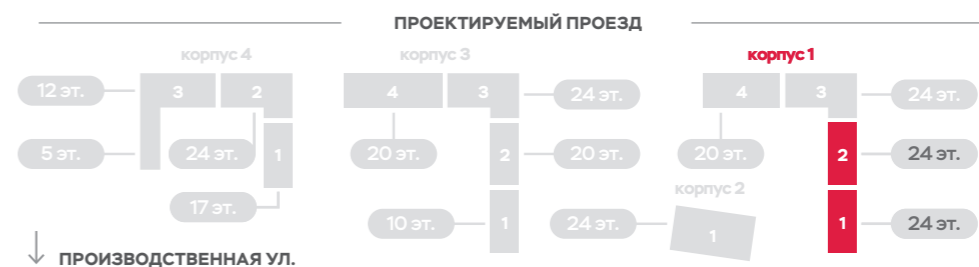 ПРОЕКТИРУЕМЫЙ ПРОЕЗД
корпус 4
корпус 3
корпус 1
12 эт.
3
2
4
3
24 эт.
4
3
24 эт.
5 эт.
24 эт.
1
20 эт.
2
20 эт.
20 эт.
2
24 эт.
корпус 2
17 эт.
10 эт.
1
24 эт.
1
1
24 эт.
ПРОИЗВОДСТВЕННАЯ УЛ.